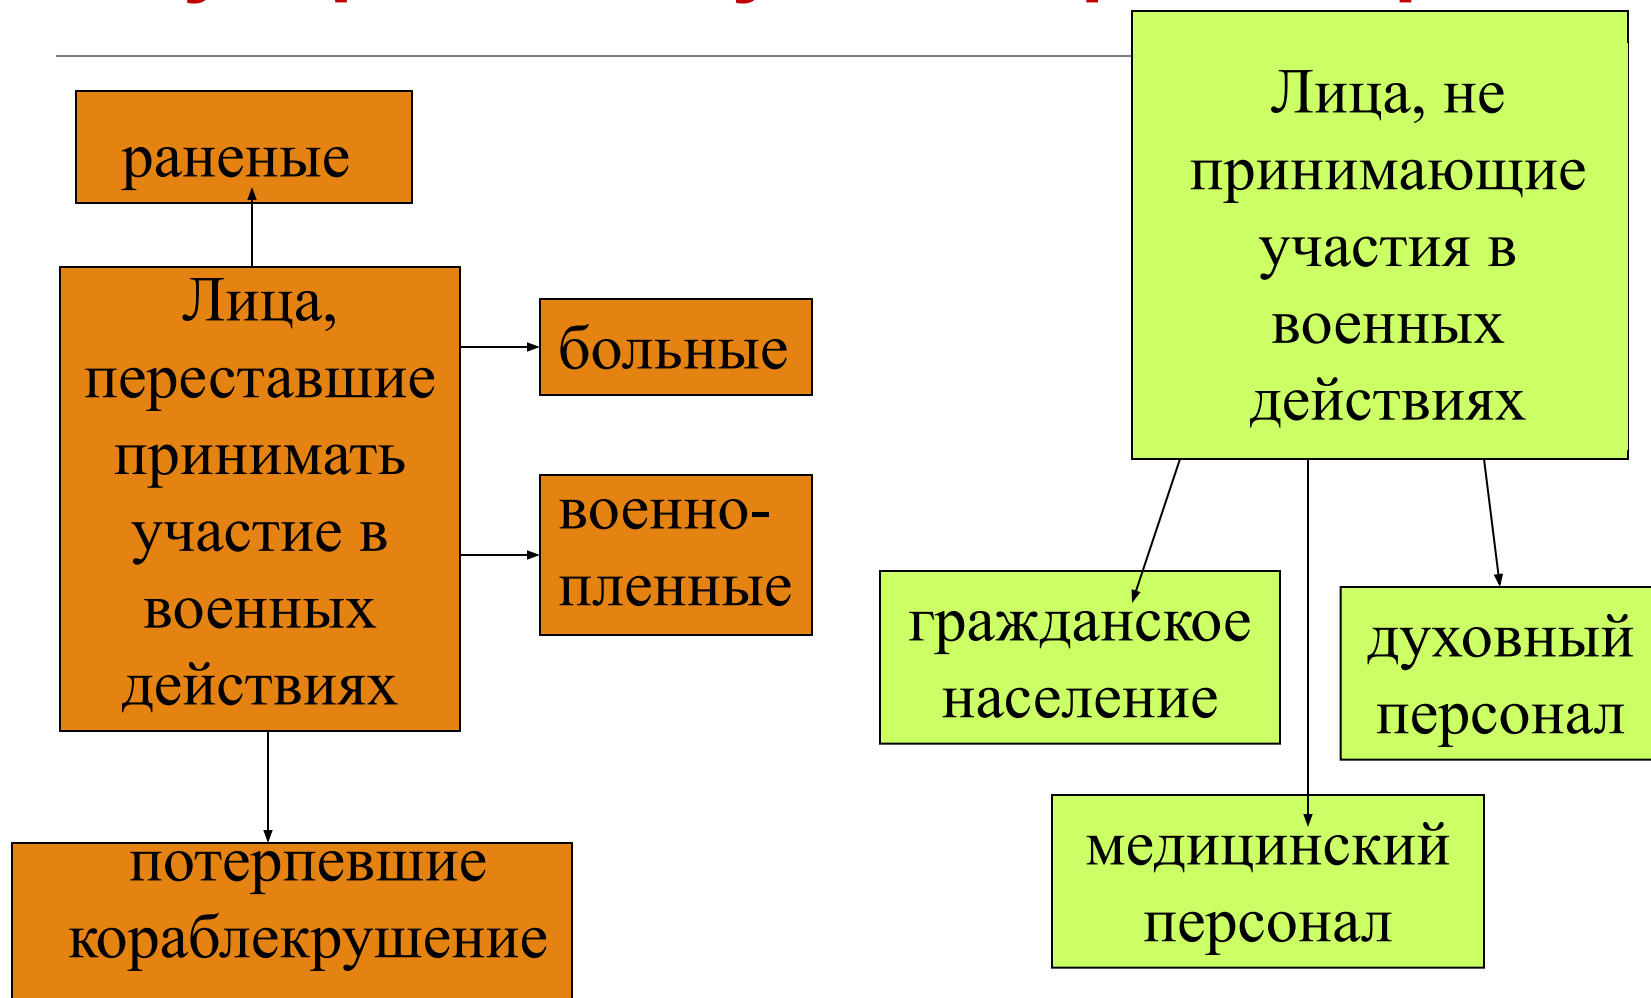 раненые
Лица,
переставшие
принимать
участие в
военных
действиях
больные
военно-
пленные
потерпевшие
кораблекрушение
Лица, не
принимающие
участия в
военных
действиях
гражданское
население
духовный
персонал
медицинский
персонал